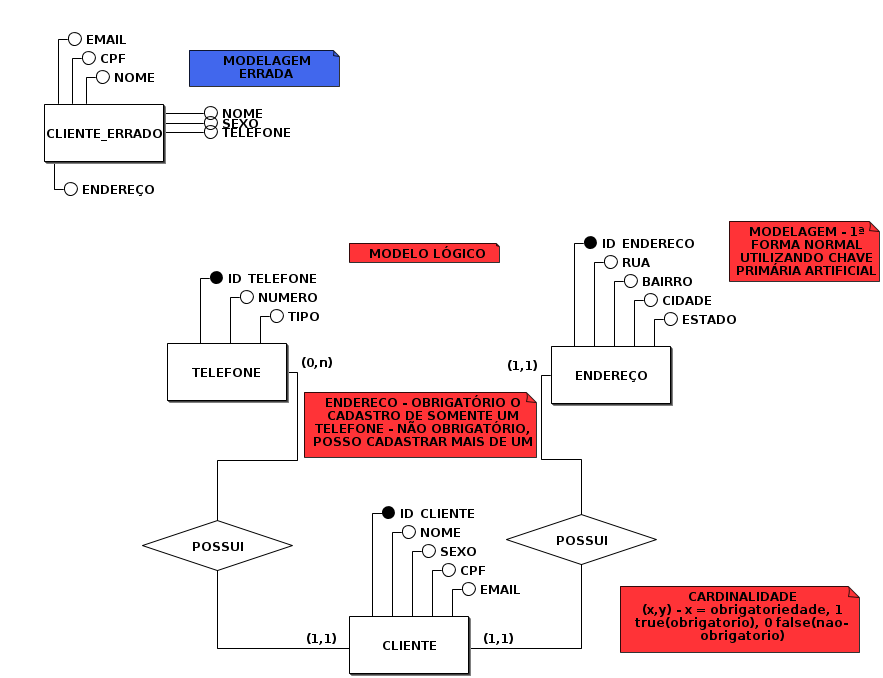 EMAIL
CPF
NOME
MODELAGEM
ERRADA
CLIENTE_ERRADO
NOME
SEXO
TELEFONE
ENDEREÇO
MODELO LÓGICO
MODELAGEM - 1ª
FORMA NORMAL
UTILIZANDO CHAVE
PRIMÁRIA ARTIFICIAL
ID_TELEFONE
NUMERO
TIPO
TELEFONE
(0,n)
ID_ENDERECO
RUA
BAIRRO
CIDADE
ESTADO
(1,1)
ENDEREÇO
ENDERECO - OBRIGATÓRIO O
CADASTRO DE SOMENTE UM
TELEFONE - NÃO OBRIGATÓRIO,
POSSO CADASTRAR MAIS DE UM
POSSUI
POSSUI
ID_CLIENTE
NOME
SEXO
CPF
EMAIL
(1,1)
CLIENTE
(1,1)
CARDINALIDADE
(x,y) - x = obrigatoriedade, 1
true(obrigatorio), 0 false(nao-
obrigatorio)